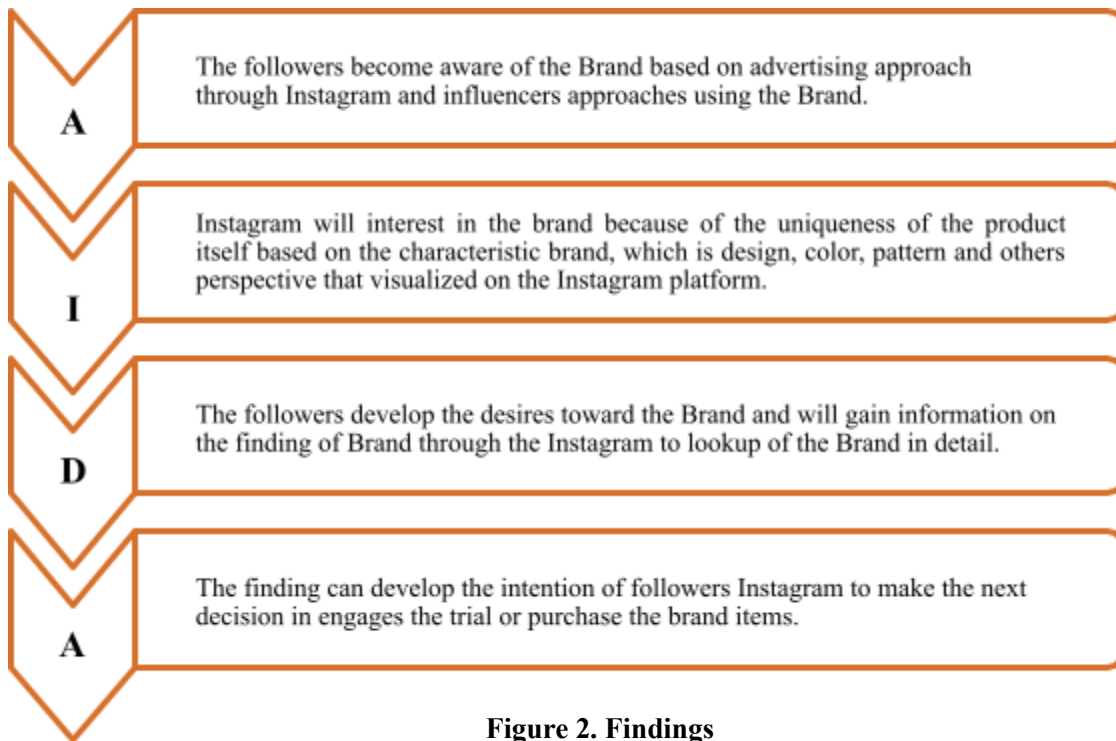 A
The followers become aware of the Brand based on advertising approach
through Instagram and influencers approaches using the Brand.
I
Instagram will interest in the brand because of the uniqueness of the product
itself based on the characteristic brand, which is design, color, pattern and others
perspective that visualized on the Instagram platform.
D
The followers develop the desires toward the Brand and will gain information on
the finding of Brand through the Instagram to lookup of the Brand in detail.
A
The finding can develop the intention of followers Instagram to make the next
decision in engages the trial or purchase the brand items.
Figure 2. Findings